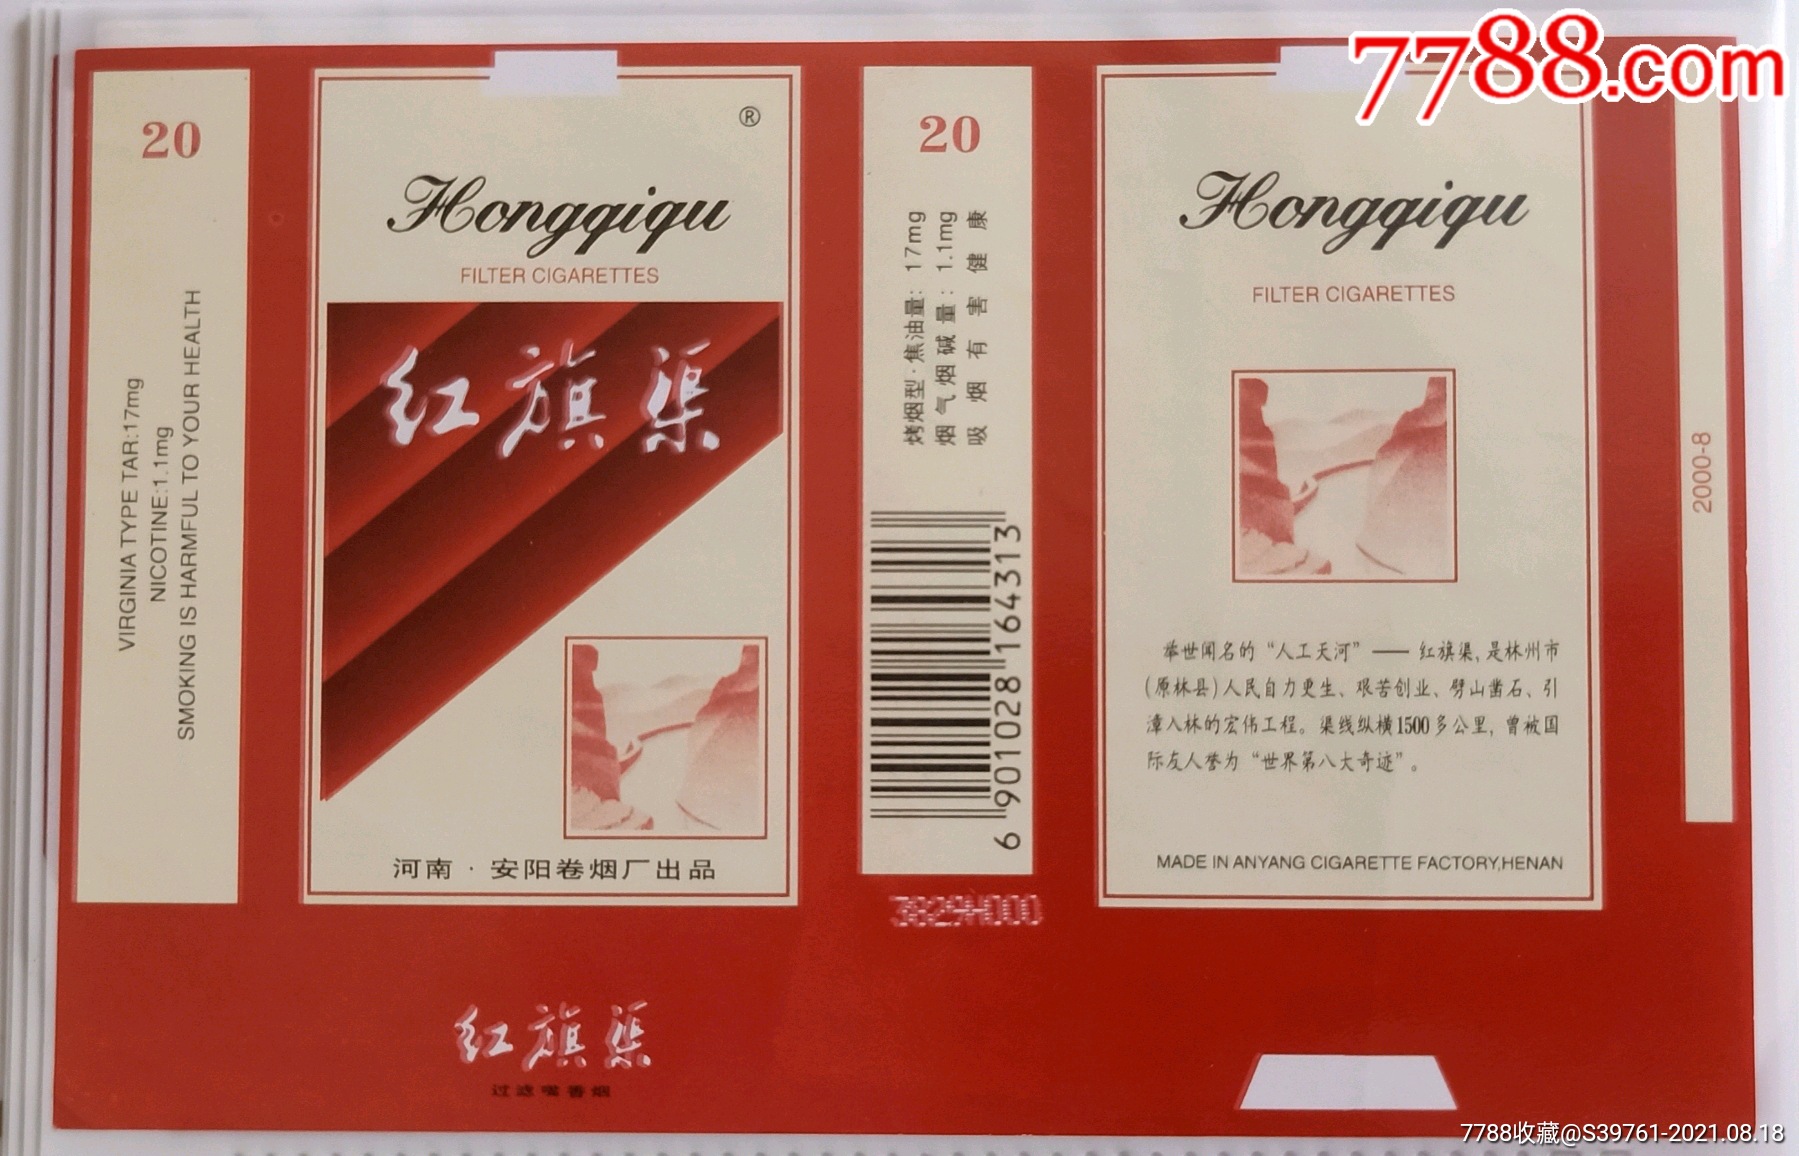 7788.com
20
VIRGINIA TYPE TAR:17mg
NICOTINE:1.1mg
SMOKING IS HARMFUL TO YOUR HEALTH
®
Hongqiqu
FILTER CIGARETTES
红旗渠
河南·安阳卷烟厂出品
20
烤烟型·焦油量：17mg
烟气烟碱量：1.1mg
吸烟有害健康
6901028164313
3829H000
Hongqiqu
FILTER CIGARETTES
举世闻名的“人工天河”——红旗渠,是林州市
(原林县)人民自力更生、艰苦创业、劈山凿石、引
漳入林的宏伟工程。渠线纵横1500多公里,曾被国
际友人誉为“世界第八大奇迹”。
MADE IN ANYANG CIGARETTE FACTORY,HENAN
2000-8
红旗渠
过滤嘴香烟
7788收藏@S39761-2021.08.18